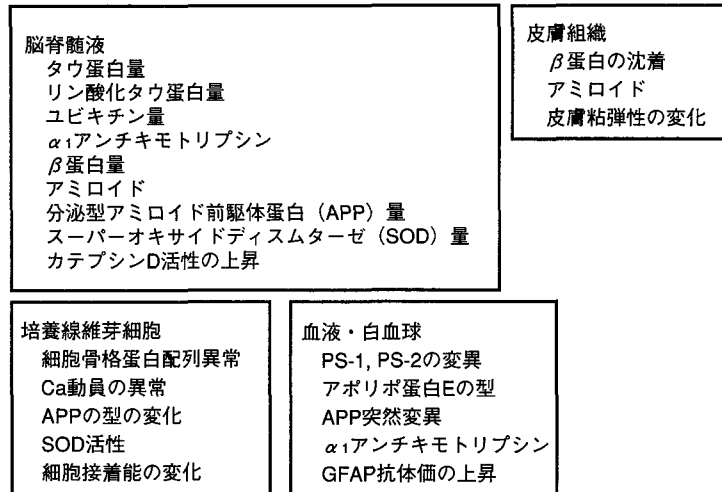 脳脊髄液
タウ蛋白量
リン酸化タウ蛋白量
ユビキチン量
α₁アンチキモトリプシン
β蛋白量
アミロイド
分泌型アミロイド前駆体蛋白（APP）量
スーパーオキサイドディスムターゼ（SOD）量
カテプシンD活性の上昇
皮膚組織
β蛋白の沈着
アミロイド
皮膚粘弾性の変化
培養線維芽細胞
細胞骨格蛋白配列異常
Ca動員の異常
APPの型の変化
SOD活性
細胞接着能の変化
血液・白血球
PS-1, PS-2の変異
アポリポ蛋白Eの型
APP突然変異
α₁アンチキモトリプシン
GFAP抗体価の上昇